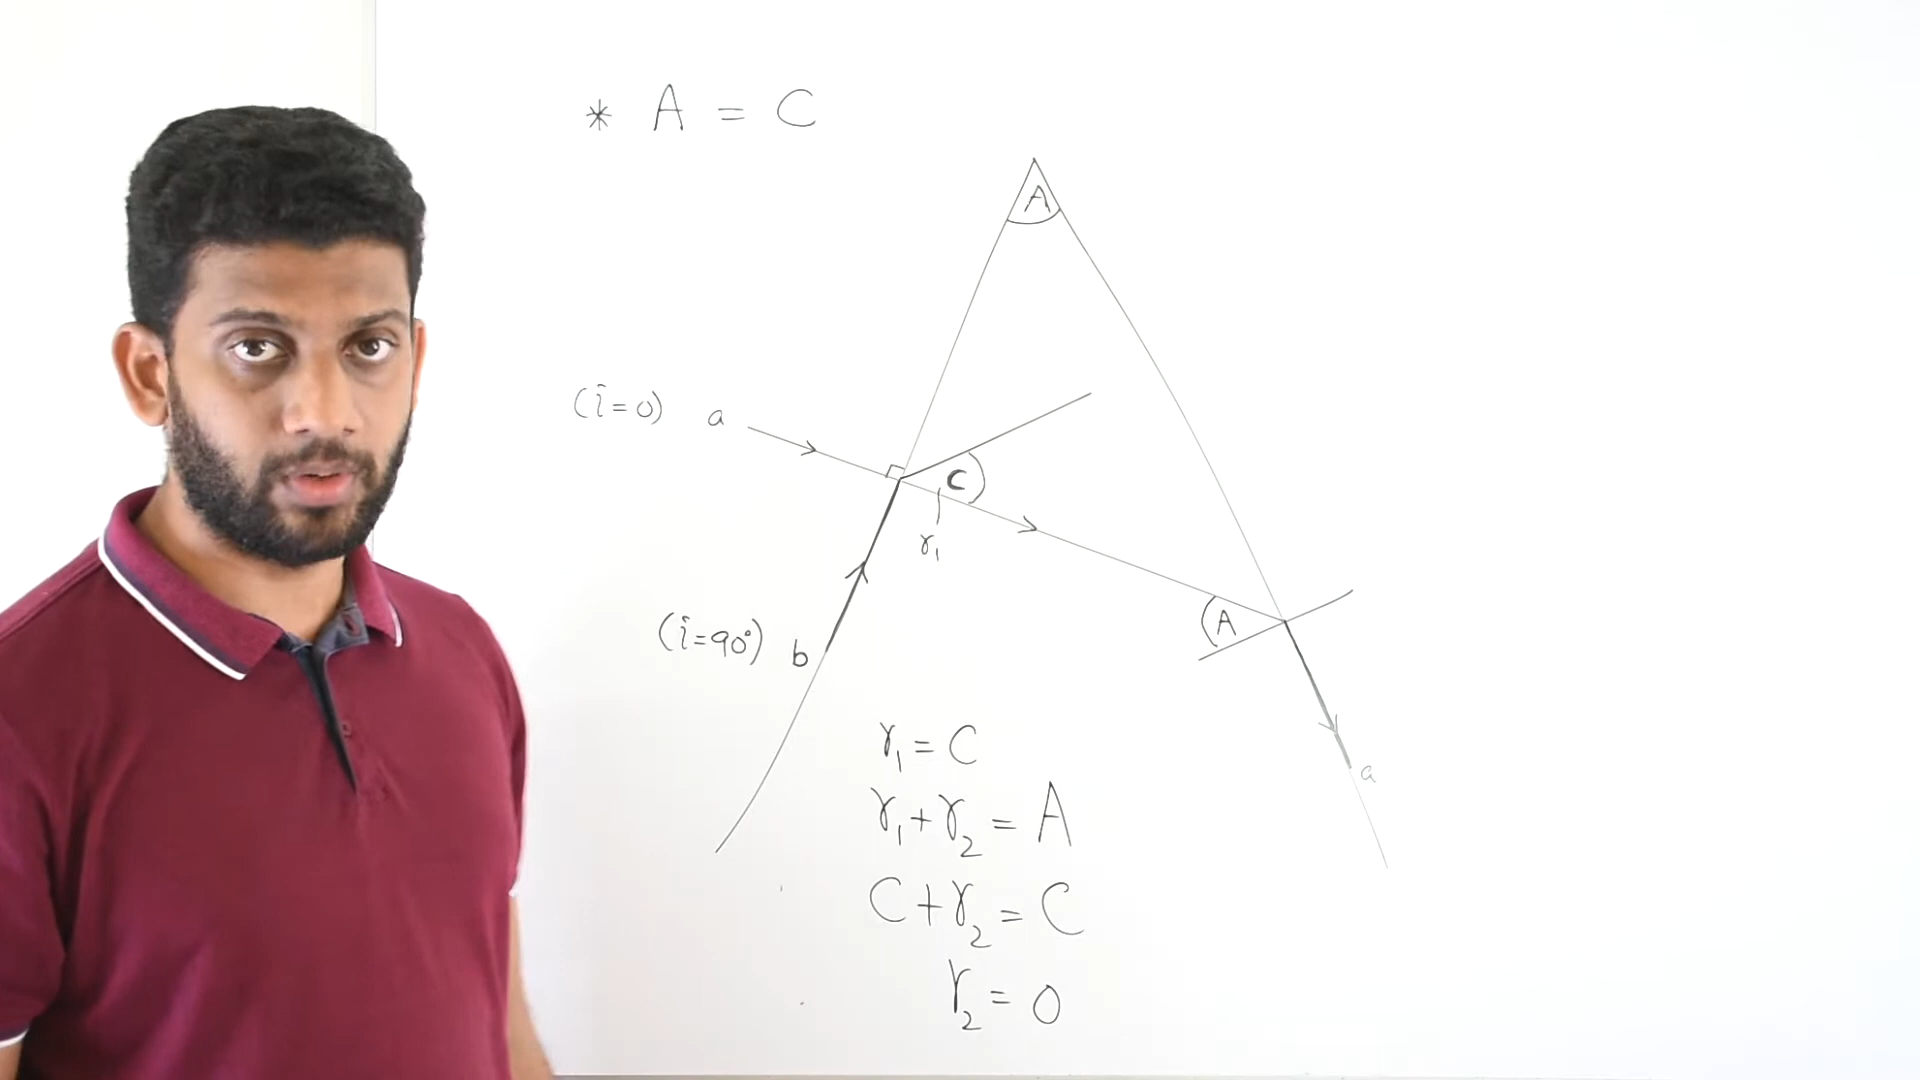 * A = C
A
(i=0) a
C
r₁
A
(i=90°) b
r₁ = C
a
r₁ + r₂ = A
C + r₂ = C
r₂ = 0